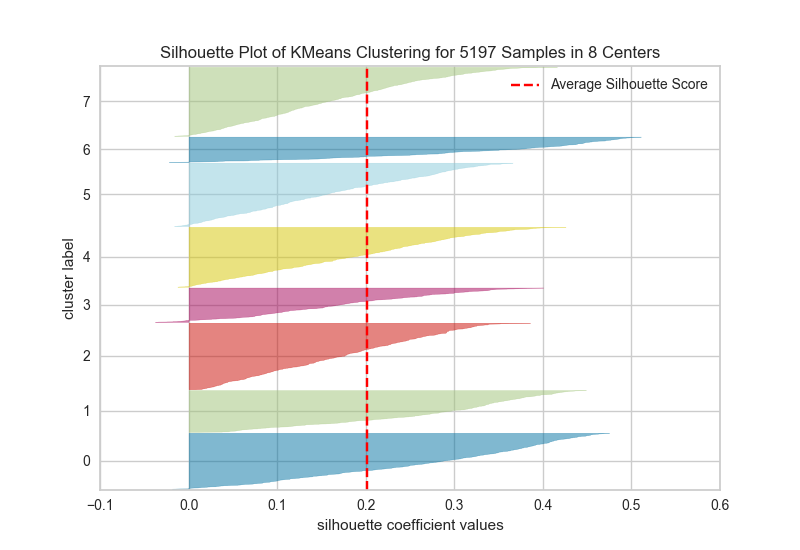 Silhouette Plot of KMeans Clustering for 5197 Samples in 8 Centers
Average Silhouette Score
7
6
5
4
3
2
1
0
cluster label
−0.1 0.0 0.1 0.2 0.3 0.4 0.5 0.6
silhouette coefficient values